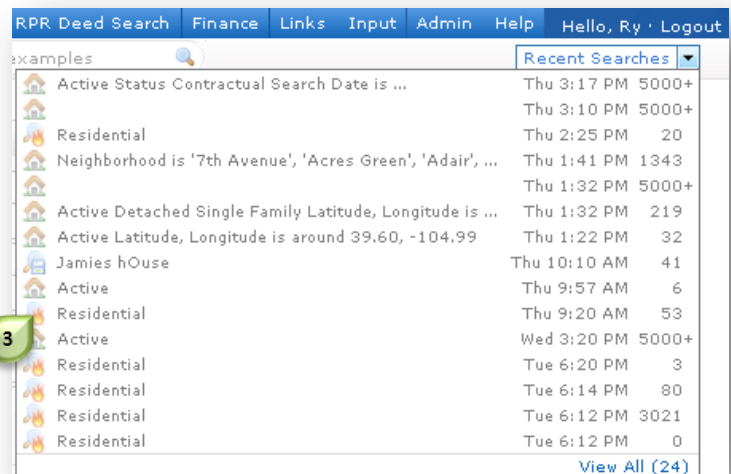 RPR Deed Search Finance Links Input Admin Help Hello, Ry · Logout
examples Recent Searches
Active Status Contractual Search Date is ... Thu 3:17 PM 5000+
Thu 3:10 PM 5000+
Residential Thu 2:25 PM 20
Neighborhood is '7th Avenue', 'Acres Green', 'Adair', ... Thu 1:41 PM 1343
Thu 1:32 PM 5000+
Active Detached Single Family Latitude, Longitude is ... Thu 1:32 PM 219
Active Latitude, Longitude is around 39.60, -104.99 Thu 1:22 PM 32
Jamies hOuse Thu 10:10 AM 41
Active Thu 9:57 AM 6
Residential Thu 9:20 AM 53
3 Active Wed 3:20 PM 5000+
Residential Tue 6:20 PM 3
Residential Tue 6:14 PM 80
Residential Tue 6:12 PM 3021
Residential Tue 6:12 PM 0
View All (24)